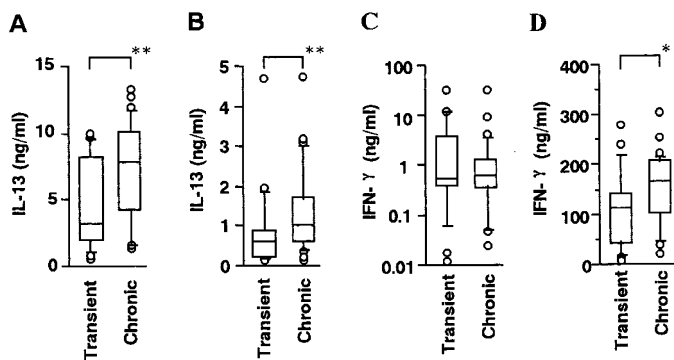 A
**
IL-13 (ng/ml)
15
10
5
0
Transient
Chronic
B
**
IL-13 (ng/ml)
5
4
3
2
1
0
Transient
Chronic
C
IFN- γ (ng/ml)
100
10
1
0.1
0.01
Transient
Chronic
D
*
IFN- γ (ng/ml)
400
300
200
100
0
Transient
Chronic